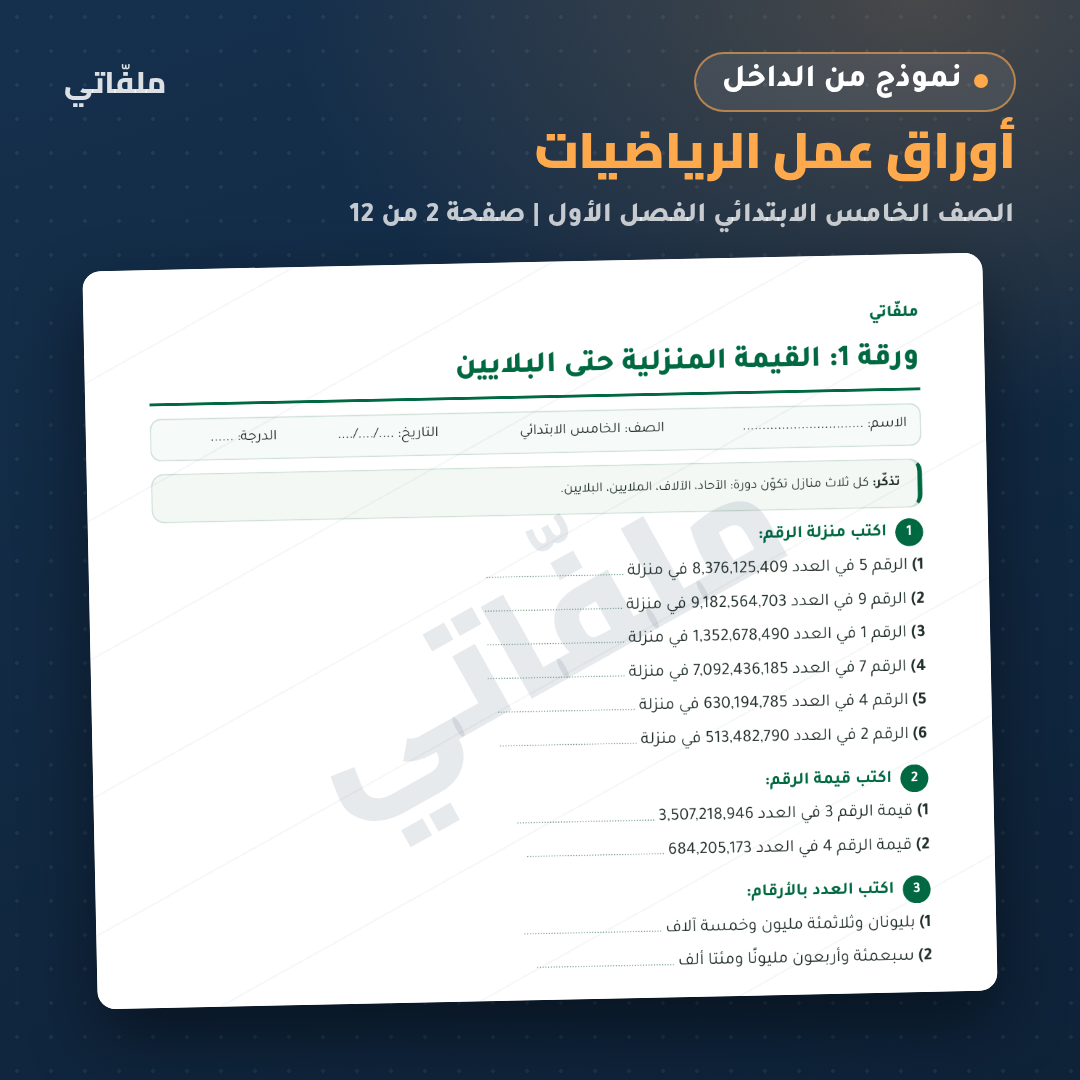 ملفّاتي
نموذج من الداخل
أوراق عمل الرياضيات
الصف الخامس الابتدائي الفصل الأول | صفحة 2 من 12
ملفّاتي
ورقة 1: القيمة المنزلية حتى البلايين
الاسم: .............................. الصف: الخامس الابتدائي التاريخ: ..../..../.... الدرجة: ......
تذكّر: كل ثلاث منازل تكوّن دورة: الآحاد، الآلاف، الملايين، البلايين.
1 اكتب منزلة الرقم:
1) الرقم 5 في العدد 8,376,125,409 في منزلة
2) الرقم 9 في العدد 9,182,564,703 في منزلة
3) الرقم 1 في العدد 1,352,678,490 في منزلة
4) الرقم 7 في العدد 7,092,436,185 في منزلة
5) الرقم 4 في العدد 630,194,785 في منزلة
6) الرقم 2 في العدد 513,482,790 في منزلة
2 اكتب قيمة الرقم:
1) قيمة الرقم 3 في العدد 3,507,218,946
2) قيمة الرقم 4 في العدد 684,205,173
3 اكتب العدد بالأرقام:
1) بليونان وثلاثمئة مليون وخمسة آلاف
2) سبعمئة وأربعون مليونًا ومئتا ألف
ملفّاتي